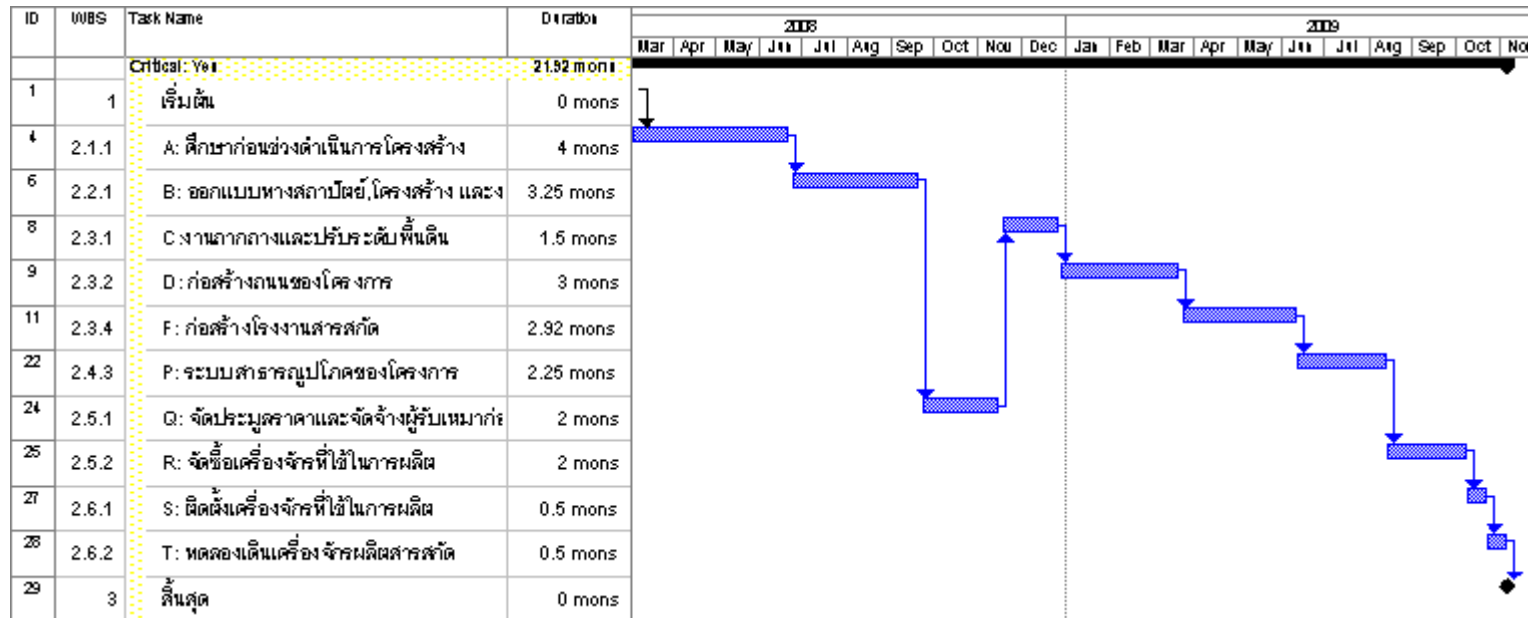 ID WBS Task Name Duration 2008 2009
Mar Apr May Jun Jul Aug Sep Oct Nov Dec Jan Feb Mar Apr May Jun Jul Aug Sep Oct Nov
Critical: Yes 21.92 mons
1 1 เริ่มต้น 0 mons
4 2.1.1 A: ศึกษาก่อนช่วงดำเนินการโครงสร้าง 4 mons
6 2.2.1 B: ออกแบบทางสถาปัตย์,โครงสร้าง และง 3.25 mons
8 2.3.1 C:งานถากถางและปรับระดับพื้นดิน 1.5 mons
9 2.3.2 D: ก่อสร้างถนนของโครงการ 3 mons
11 2.3.4 F: ก่อสร้างโรงงานสารสกัด 2.92 mons
22 2.4.3 P: ระบบสาธารณูปโภคของโครงการ 2.25 mons
24 2.5.1 Q: จัดประมูลราคาและจัดจ้างผู้รับเหมาก่อ 2 mons
25 2.5.2 R: จัดซื้อเครื่องจักรที่ใช้ในการผลิต 2 mons
27 2.6.1 S: ติดตั้งเครื่องจักรที่ใช้ในการผลิต 0.5 mons
28 2.6.2 T: ทดลองเดินเครื่องจักรผลิตสารสกัด 0.5 mons
29 3 สิ้นสุด 0 mons